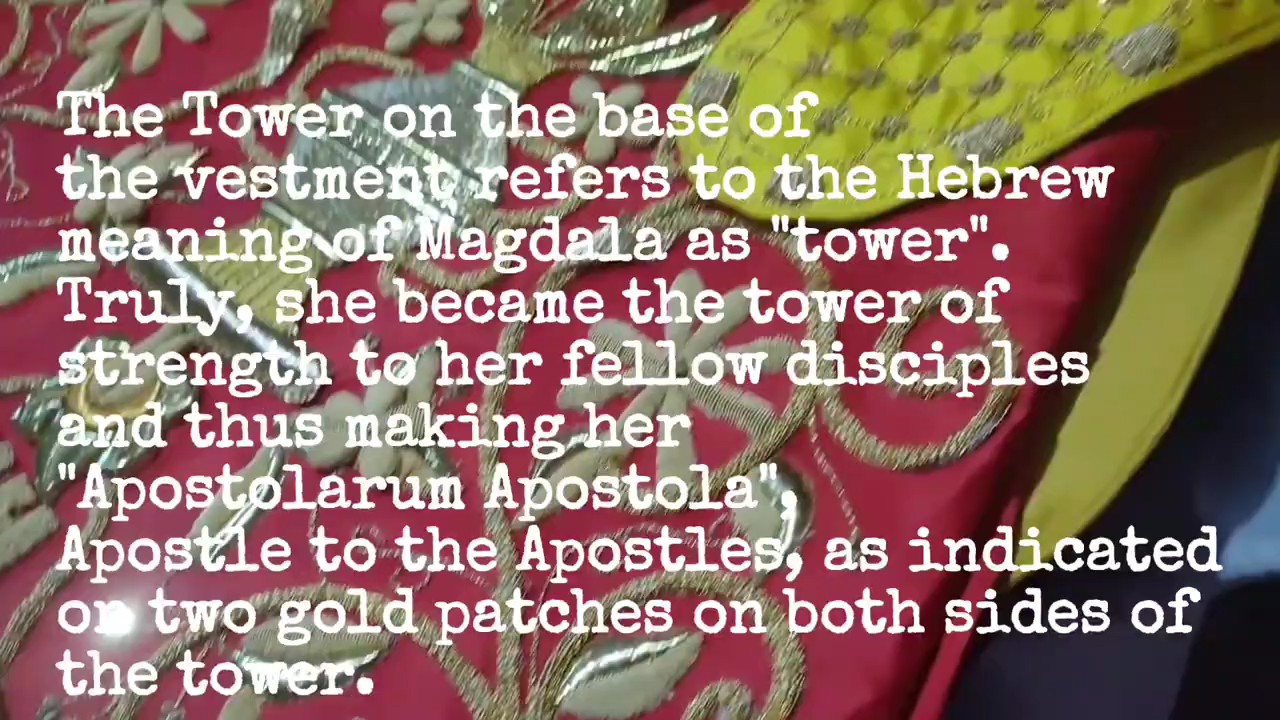 The Tower on the base of
the vestment refers to the Hebrew
meaning of Magdala as "tower".
Truly, she became the tower of
strength to her fellow disciples
and thus making her
"Apostolarum Apostola",
Apostle to the Apostles, as indicated
on two gold patches on both sides of
the tower.